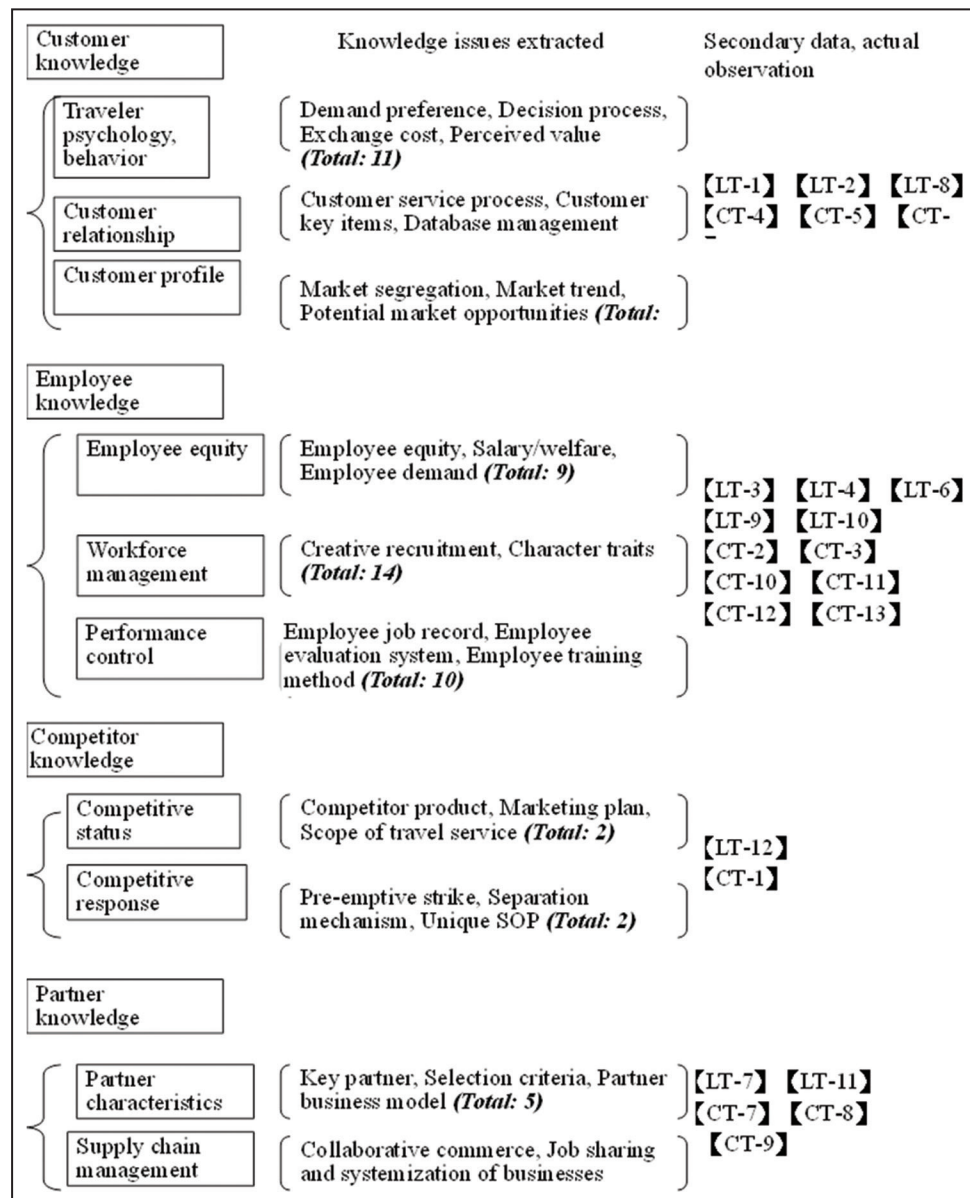 Customer knowledge
Knowledge issues extracted
Secondary data, actual observation
Traveler psychology, behavior
Demand preference, Decision process,
Exchange cost, Perceived value
(Total: 11)
Customer relationship
Customer service process, Customer
key items, Database management
【LT-1】 【LT-2】 【LT-8】
【CT-4】 【CT-5】 【CT-
Customer profile
Market segregation, Market trend,
Potential market opportunities (Total:
Employee
knowledge
Employee equity
Employee equity, Salary/welfare,
Employee demand (Total: 9)
Workforce
management
Creative recruitment, Character traits
(Total: 14)
Performance
control
Employee job record, Employee
evaluation system, Employee training
method (Total: 10)
【LT-3】 【LT-4】 【LT-6】
【LT-9】 【LT-10】
【CT-2】 【CT-3】
【CT-10】 【CT-11】
【CT-12】 【CT-13】
Competitor
knowledge
Competitive
status
Competitor product, Marketing plan,
Scope of travel service (Total: 2)
Competitive
response
Pre-emptive strike, Separation
mechanism, Unique SOP (Total: 2)
【LT-12】
【CT-1】
Partner
knowledge
Partner
characteristics
Key partner, Selection criteria, Partner
business model (Total: 5)
Supply chain
management
Collaborative commerce, Job sharing
and systemization of businesses
【LT-7】 【LT-11】
【CT-7】 【CT-8】
【CT-9】